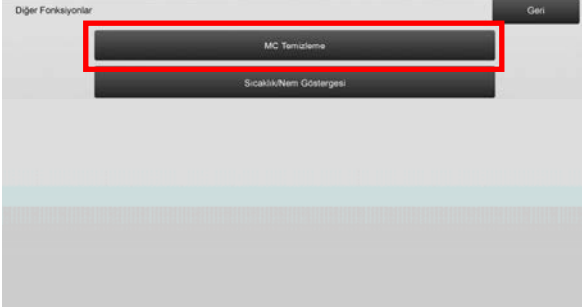 Diğer Fonksiyonlar
Geri
MC Temizleme
Sıcaklık/Nem Göstergesi